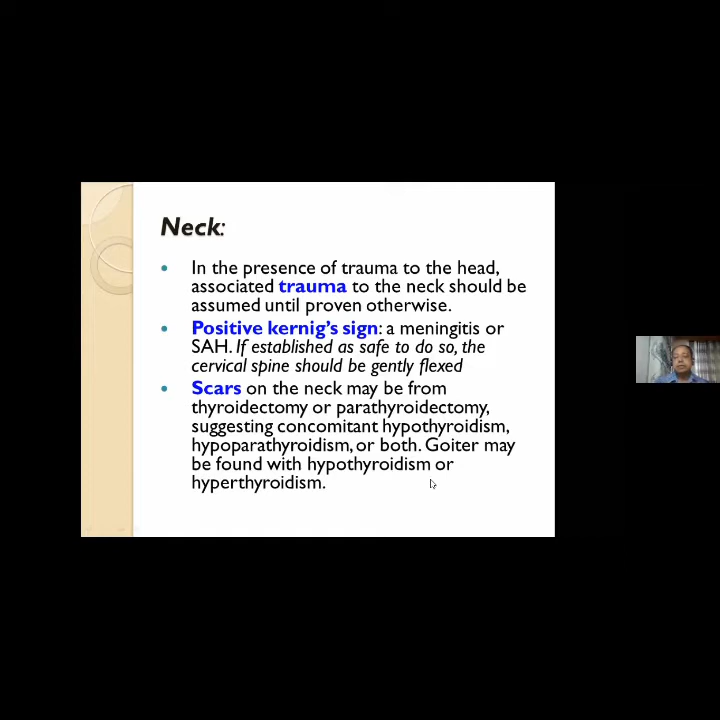 Neck:
In the presence of trauma to the head,
associated trauma to the neck should be
assumed until proven otherwise.
Positive kernig's sign: a meningitis or
SAH. If established as safe to do so, the
cervical spine should be gently flexed
Scars on the neck may be from
thyroidectomy or parathyroidectomy,
suggesting concomitant hypothyroidism,
hypoparathyroidism, or both. Goiter may
be found with hypothyroidism or
hyperthyroidism.